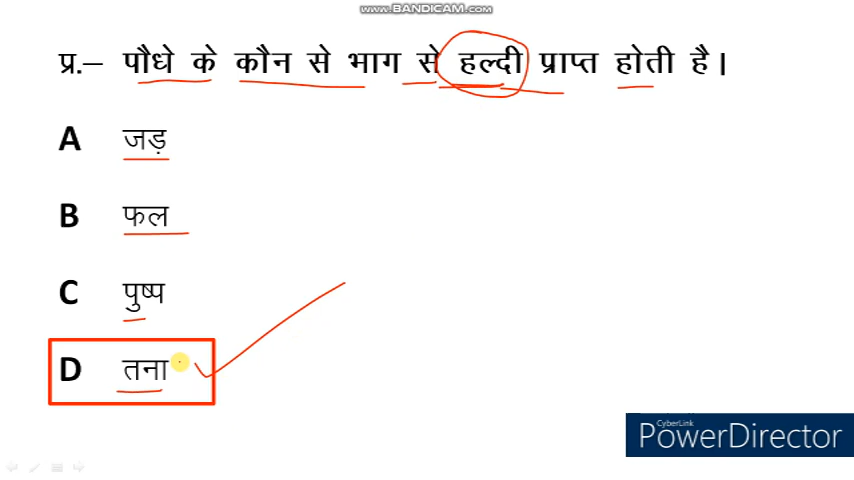 www.BANDICAM.com
प्र.– पौधे के कौन से भाग से हल्दी प्राप्त होती है।
A जड़
B फल
C पुष्प
D तना
CyberLink
PowerDirector